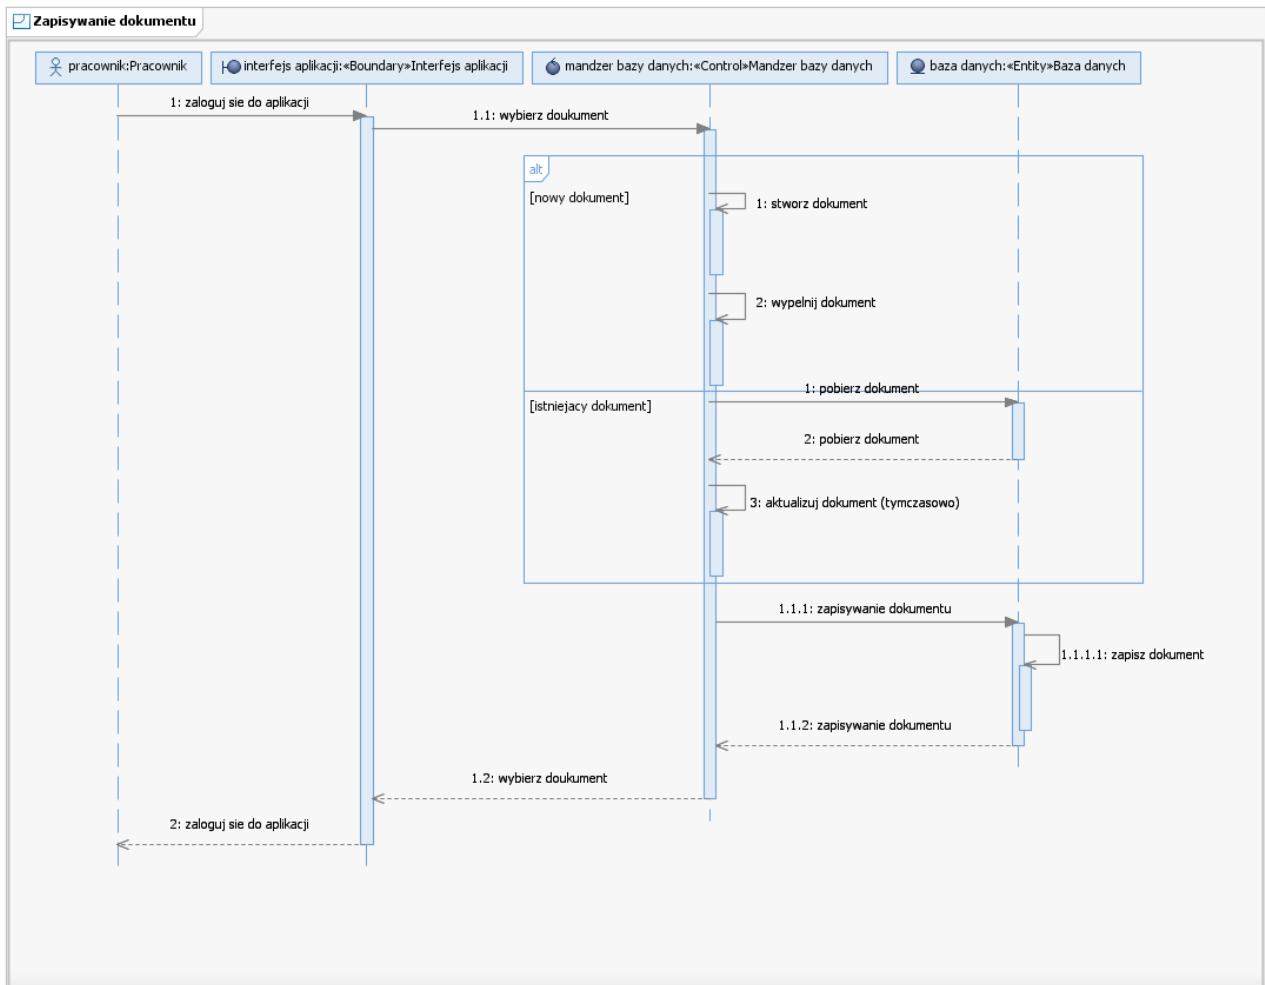 Zapisywanie dokumentu
pracownik:Pracownik
interfejs aplikacji:«Boundary»Interfejs aplikacji
mandzer bazy danych:«Control»Mandzer bazy danych
baza danych:«Entity»Baza danych
1: zaloguj sie do aplikacji
1.1: wybierz doukument
alt
[nowy dokument]
1: stworz dokument
2: wypelnij dokument
1: pobierz dokument
[istniejacy dokument]
2: pobierz dokument
3: aktualizuj dokument (tymczasowo)
1.1.1: zapisywanie dokumentu
1.1.1.1: zapisz dokument
1.1.2: zapisywanie dokumentu
1.2: wybierz doukument
2: zaloguj sie do aplikacji